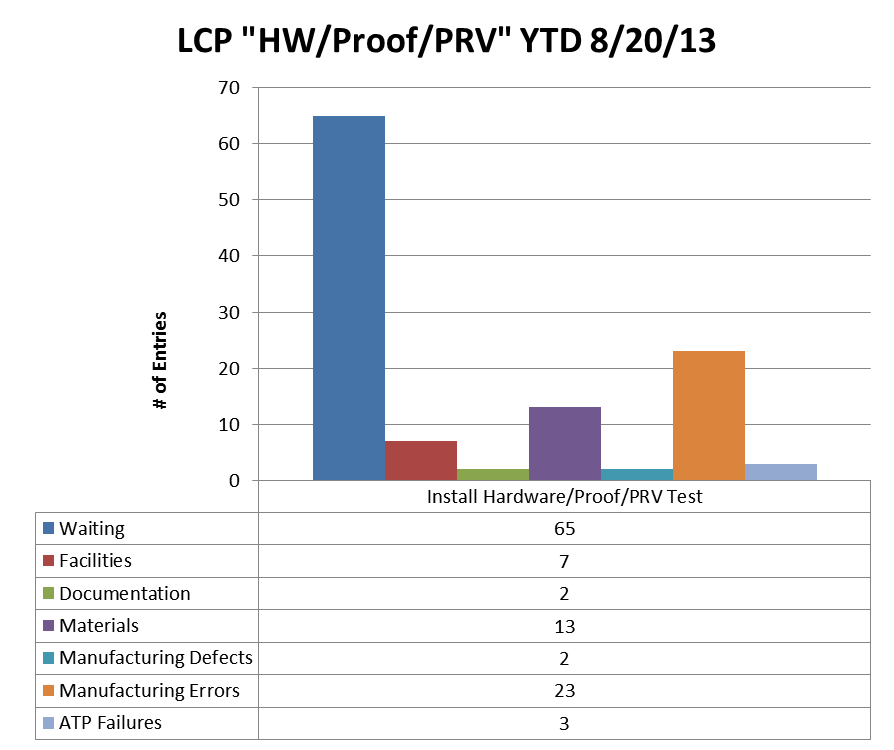 LCP "HW/Proof/PRV" YTD 8/20/13
70
60
50
40
30
20
10
0
# of Entries
Install Hardware/Proof/PRV Test
Waiting 65
Facilities 7
Documentation 2
Materials 13
Manufacturing Defects 2
Manufacturing Errors 23
ATP Failures 3